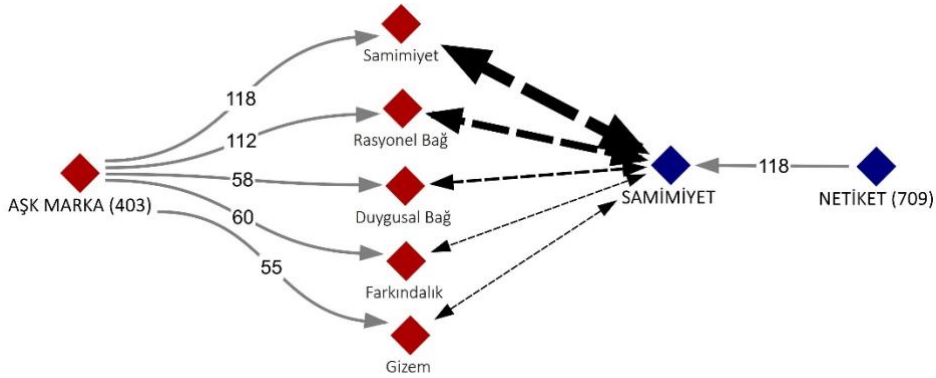 Samimiyet
118
112
Rasyonel Bağ
58
AŞK MARKA (403)
Duygusal Bağ
60
Farkındalık
55
Gizem
SAMİMİYET
118
NETİKET (709)